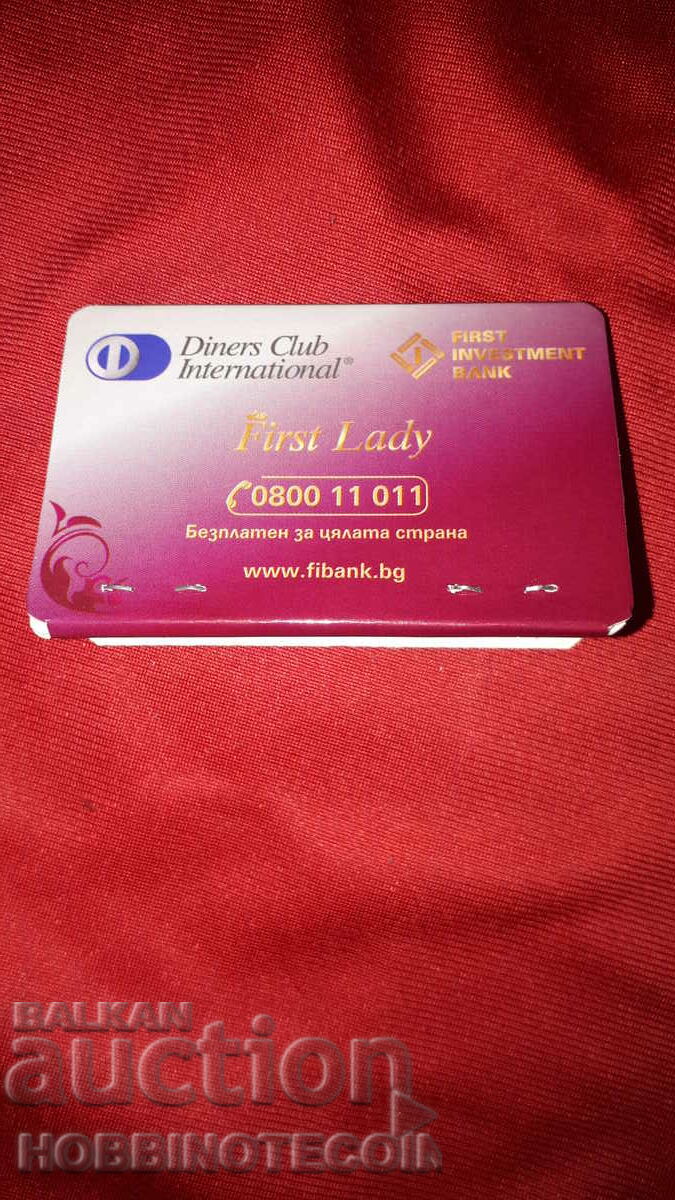 Diners Club
International®
FIRST
INVESTMENT
BANK
First Lady
0800 11 011
Безплатен за цялата страна
www.fibank.bg
BALKAN
auction
HOBBINOTECOIN